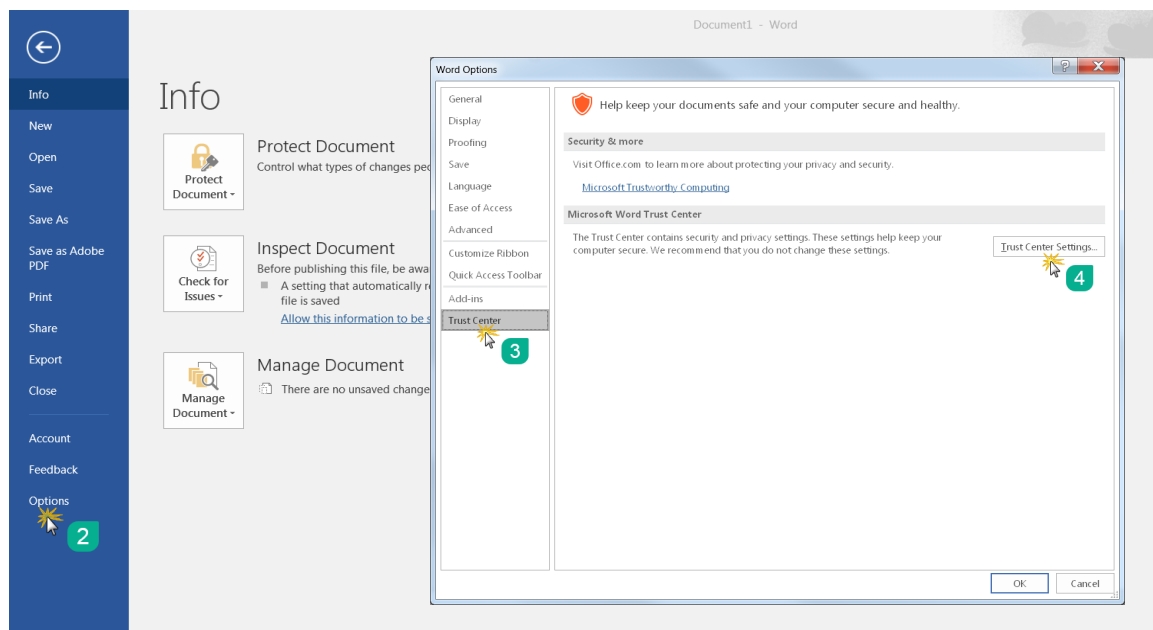 Document1 - Word
Info
New
Open
Save
Save As
Save as Adobe
PDF
Print
Share
Export
Close
Account
Feedback
Options
2
Info
Protect
Document
Protect Document
Control what types of changes
Check for
Issues
Inspect Document
Before publishing this file, be
A setting that automatically
file is saved
Allow this information to be
Manage
Document
Manage Document
There are no unsaved
Word Options
?
X
General
Display
Proofing
Save
Language
Ease of Access
Advanced
Customize Ribbon
Quick Access Toolbar
Add-ins
Trust Center
3
Help keep your documents safe and your computer secure and healthy.
Security & more
Visit Office.com to learn more about protecting your privacy and security.
Microsoft Trustworthy Computing
Microsoft Word Trust Center
The Trust Center contains security and privacy settings. These settings help keep your
computer secure. We recommend that you do not change these settings.
Trust Center Settings...
4
OK
Cancel